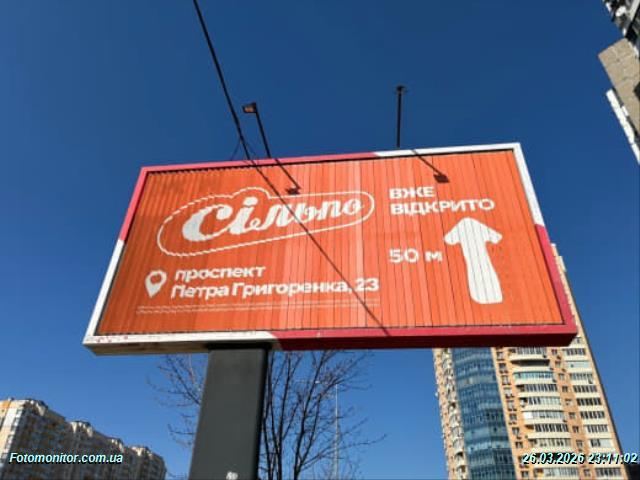 Сільпо
ВЖЕ
ВІДКРИТО
50 м
проспект
Петра Григоренка, 23
Fotomonitor.com.ua
26.03.2026 23:11:02